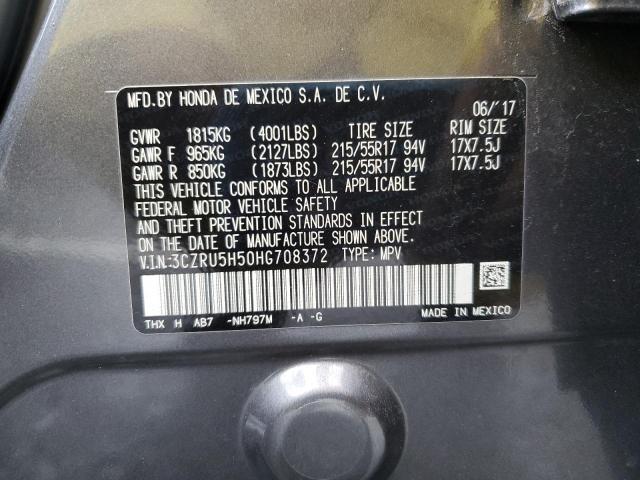 MFD.BY HONDA DE MEXICO S.A. DE C.V.
06/'17
GVWR 1815KG (4001LBS) TIRE SIZE RIM SIZE
GAWR F 965KG (2127LBS) 215/55R17 94V 17X7.5J
GAWR R 850KG (1873LBS) 215/55R17 94V 17X7.5J
THIS VEHICLE CONFORMS TO ALL APPLICABLE
FEDERAL MOTOR VEHICLE SAFETY
AND THEFT PREVENTION STANDARDS IN EFFECT
ON THE DATE OF MANUFACTURE SHOWN ABOVE.
V.I.N:3CZRU5H50HG708372 TYPE: MPV
THX H AB7 -NH797M -A -G MADE IN MEXICO